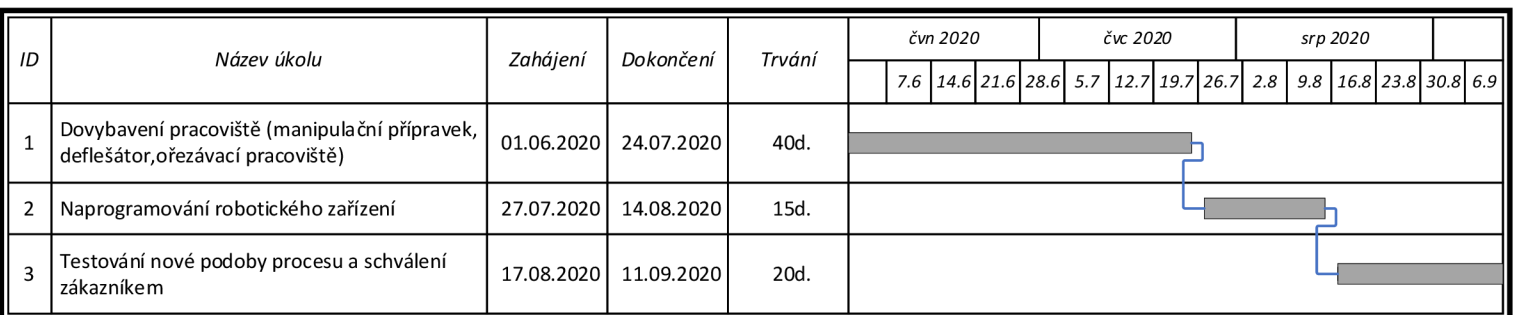 ID Název úkolu Zahájení Dokončení Trvání čvn 2020 čvc 2020 srp 2020
7.6 14.6 21.6 28.6 5.7 12.7 19.7 26.7 2.8 9.8 16.8 23.8 30.8 6.9
1 Dovybavení pracoviště (manipulační přípravek, 01.06.2020 24.07.2020 40d.
deflešátor,ořezávací pracoviště)
2 Naprogramování robotického zařízení 27.07.2020 14.08.2020 15d.
3 Testování nové podoby procesu a schválení 17.08.2020 11.09.2020 20d.
zákazníkem